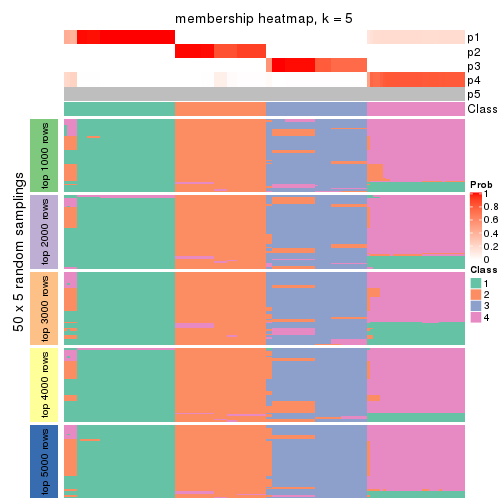 membership heatmap, k = 5
p1
p2
p3
p4
p5
Class
50 x 5 random samplings
top 1000 rows
top 2000 rows
top 3000 rows
top 4000 rows
top 5000 rows
Prob
1
0.8
0.6
0.4
0.2
0
Class
1
2
3
4